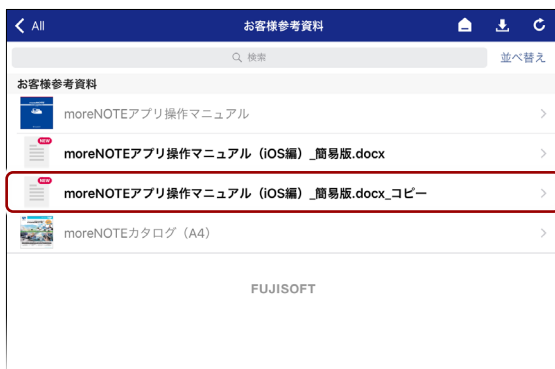 All
お客様参考資料
検索
並べ替え
お客様参考資料
moreNOTEアプリ操作マニュアル
NEW
moreNOTEアプリ操作マニュアル（iOS編）_簡易版.docx
NEW
moreNOTEアプリ操作マニュアル（iOS編）_簡易版.docx_コピー
moreNOTEカタログ（A4）
FUJISOFT